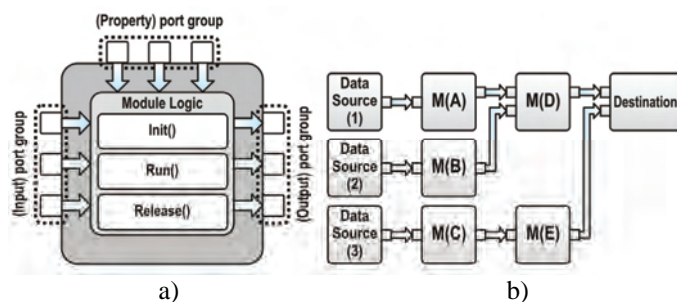 (Property) port group
(Input) port group
Module Logic
Init()
Run()
Release()
(Output) port group
a)
Data
Source
(1)
M(A)
M(D)
Destination
Data
Source
(2)
M(B)
Data
Source
(3)
M(C)
M(E)
b)